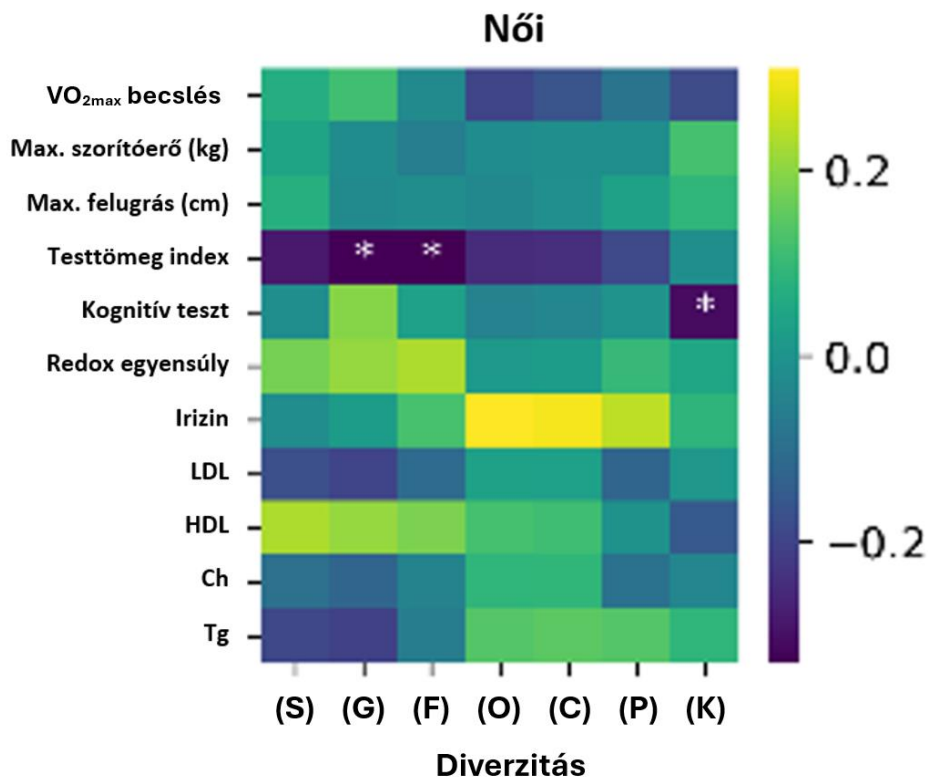 Női
VO₂ₘₐₓ becslés
Max. szorítóerő (kg)
Max. felugrás (cm)
Testtömeg index
* *
Kognitív teszt
*
Redox egyensúly
Irizin
LDL
HDL
Ch
Tg
0.2
0.0
−0.2
(S) (G) (F) (O) (C) (P) (K)
Diverzitás